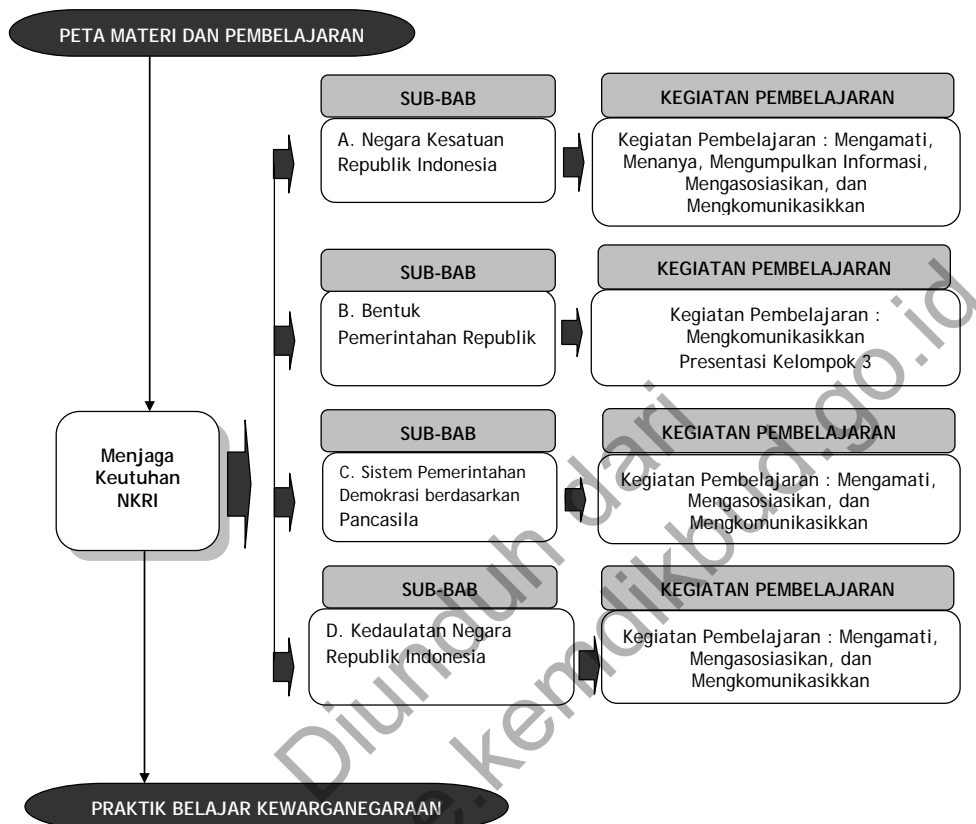 PETA MATERI DAN PEMBELAJARAN
SUB-BAB
KEGIATAN PEMBELAJARAN
A. Negara Kesatuan
Republik Indonesia
Kegiatan Pembelajaran : Mengamati,
Menanya, Mengumpulkan Informasi,
Mengasosiasikan, dan
Mengkomunikasikkan
SUB-BAB
KEGIATAN PEMBELAJARAN
B. Bentuk
Pemerintahan Republik
Kegiatan Pembelajaran :
Mengkomunikasikkan
Presentasi Kelompok 3
Menjaga
Keutuhan
NKRI
SUB-BAB
KEGIATAN PEMBELAJARAN
C. Sistem Pemerintahan
Demokrasi berdasarkan
Pancasila
Kegiatan Pembelajaran : Mengamati,
Mengasosiasikan, dan
Mengkomunikasikkan
SUB-BAB
KEGIATAN PEMBELAJARAN
D. Kedaulatan Negara
Republik Indonesia
Kegiatan Pembelajaran : Mengamati,
Mengasosiasikan, dan
Mengkomunikasikkan
PRAKTIK BELAJAR KEWARGANEGARAAN
Diunduh dari
e.kemdikbud.go.id